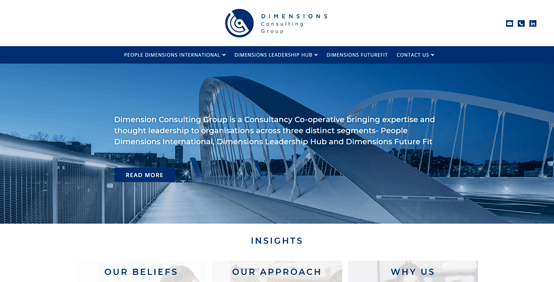 DIMENSIONS
Consulting
Group
PEOPLE DIMENSIONS INTERNATIONAL
DIMENSIONS LEADERSHIP HUB
DIMENSIONS FUTUREFIT
CONTACT US
Dimension Consulting Group is a Consultancy Co-operative bringing expertise and
thought leadership to organisations across three distinct segments- People
Dimensions International, Dimensions Leadership Hub and Dimensions Future Fit
READ MORE
INSIGHTS
OUR BELIEFS
OUR APPROACH
WHY US